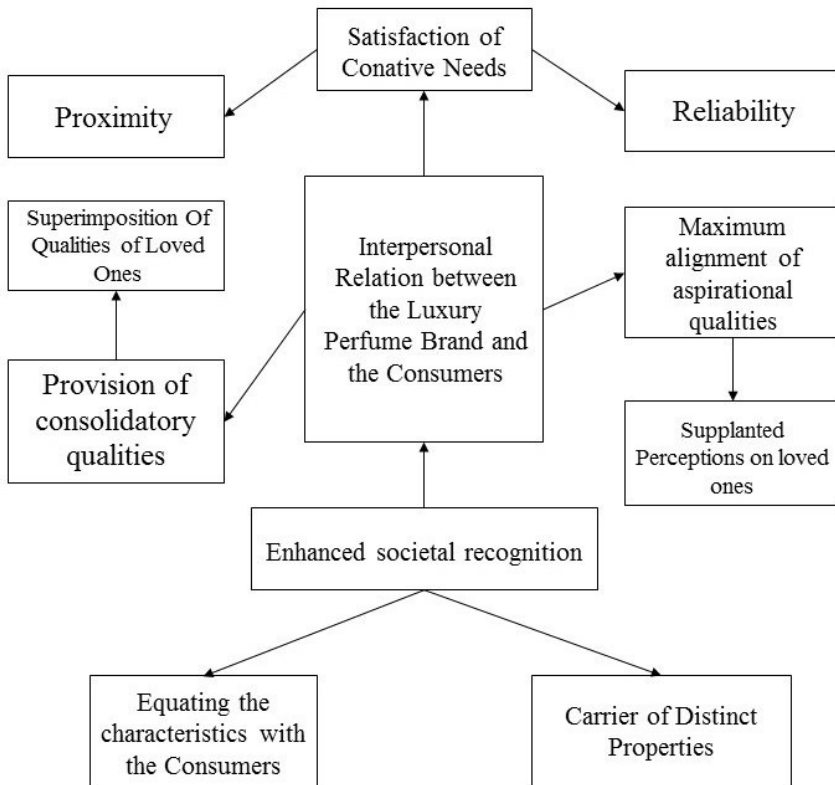 Satisfaction of
Conative Needs
Proximity
Reliability
Superimposition Of
Qualities of Loved
Ones
Interpersonal
Relation between
the Luxury
Perfume Brand and
the Consumers
Maximum
alignment of
aspirational
qualities
Provision of
consolidatory
qualities
Supplanted
Perceptions on loved
ones
Enhanced societal recognition
Equating the
characteristics with
the Consumers
Carrier of Distinct
Properties